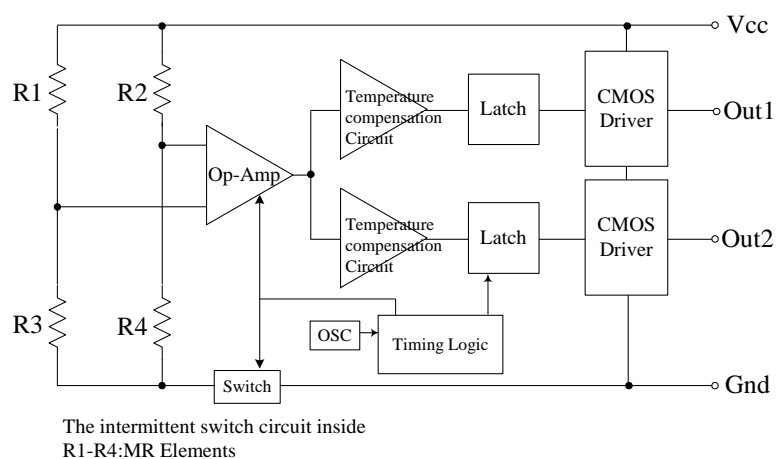 Vcc
R1
R2
Temperature
compensation
Circuit
Latch
CMOS
Driver
Out1
Op-Amp
Temperature
compensation
Circuit
Latch
CMOS
Driver
Out2
R3
R4
OSC
Timing Logic
Switch
Gnd
The intermittent switch circuit inside
R1-R4:MR Elements